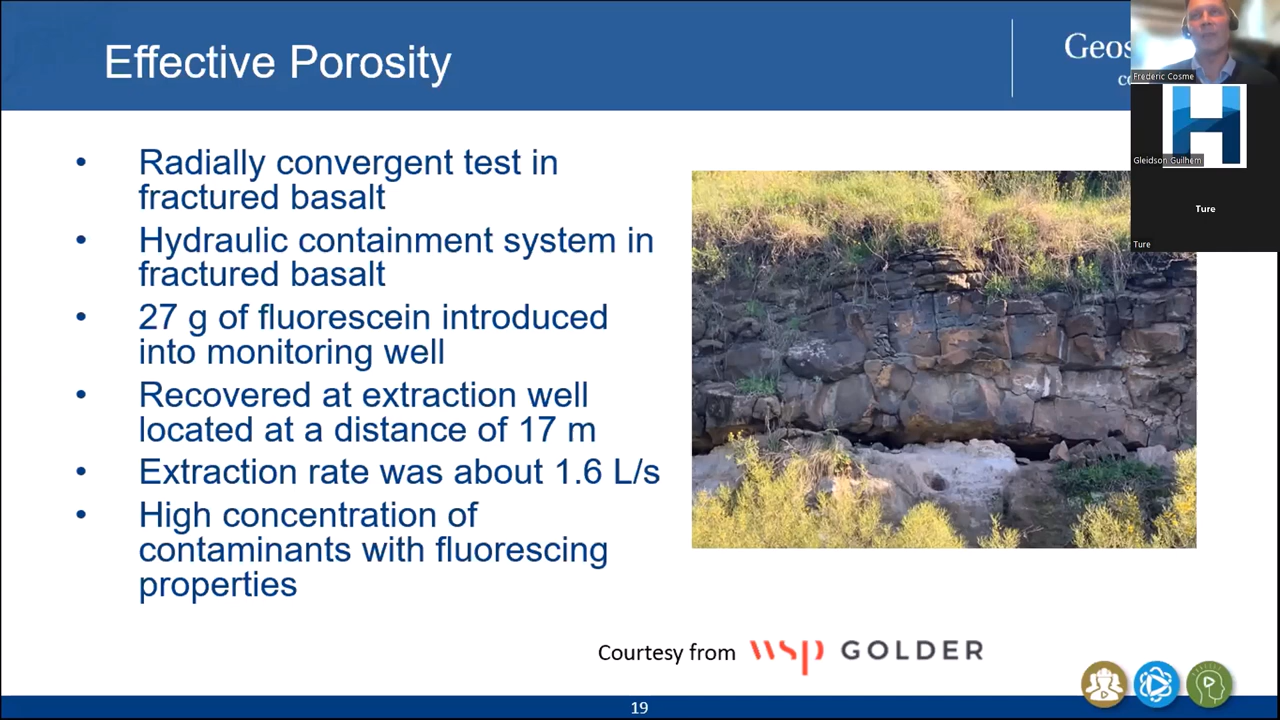 Effective Porosity
Frederic Cosme
Gleidson Guilhem
Ture
Ture
• Radially convergent test in
fractured basalt
• Hydraulic containment system in
fractured basalt
• 27 g of fluorescein introduced
into monitoring well
• Recovered at extraction well
located at a distance of 17 m
• Extraction rate was about 1.6 L/s
• High concentration of
contaminants with fluorescing
properties
Courtesy from wsp GOLDER
19